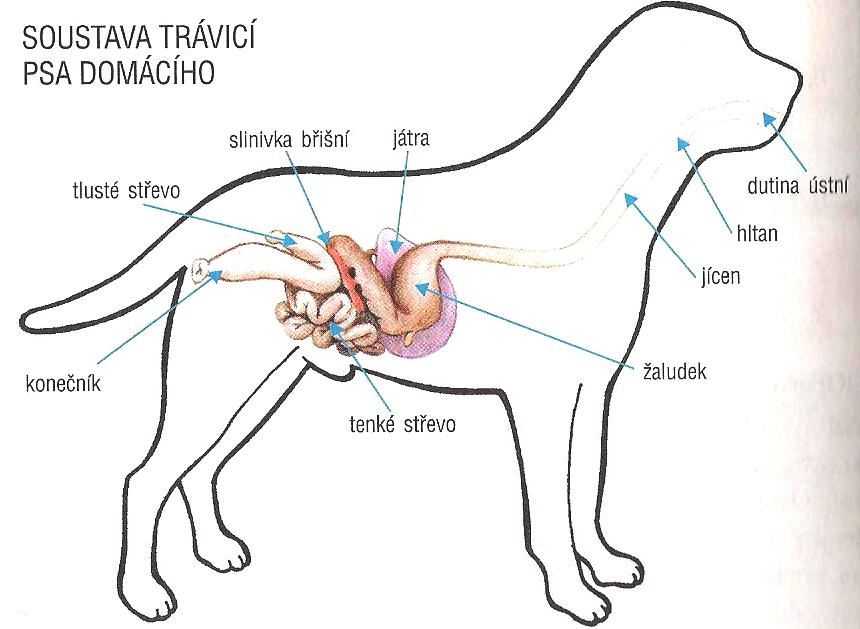 SOUSTAVA TRÁVICÍ
PSA DOMÁCÍHO
slinivka břišní
játra
tlusté střevo
dutina ústní
hltan
jícen
žaludek
konečník
tenké střevo